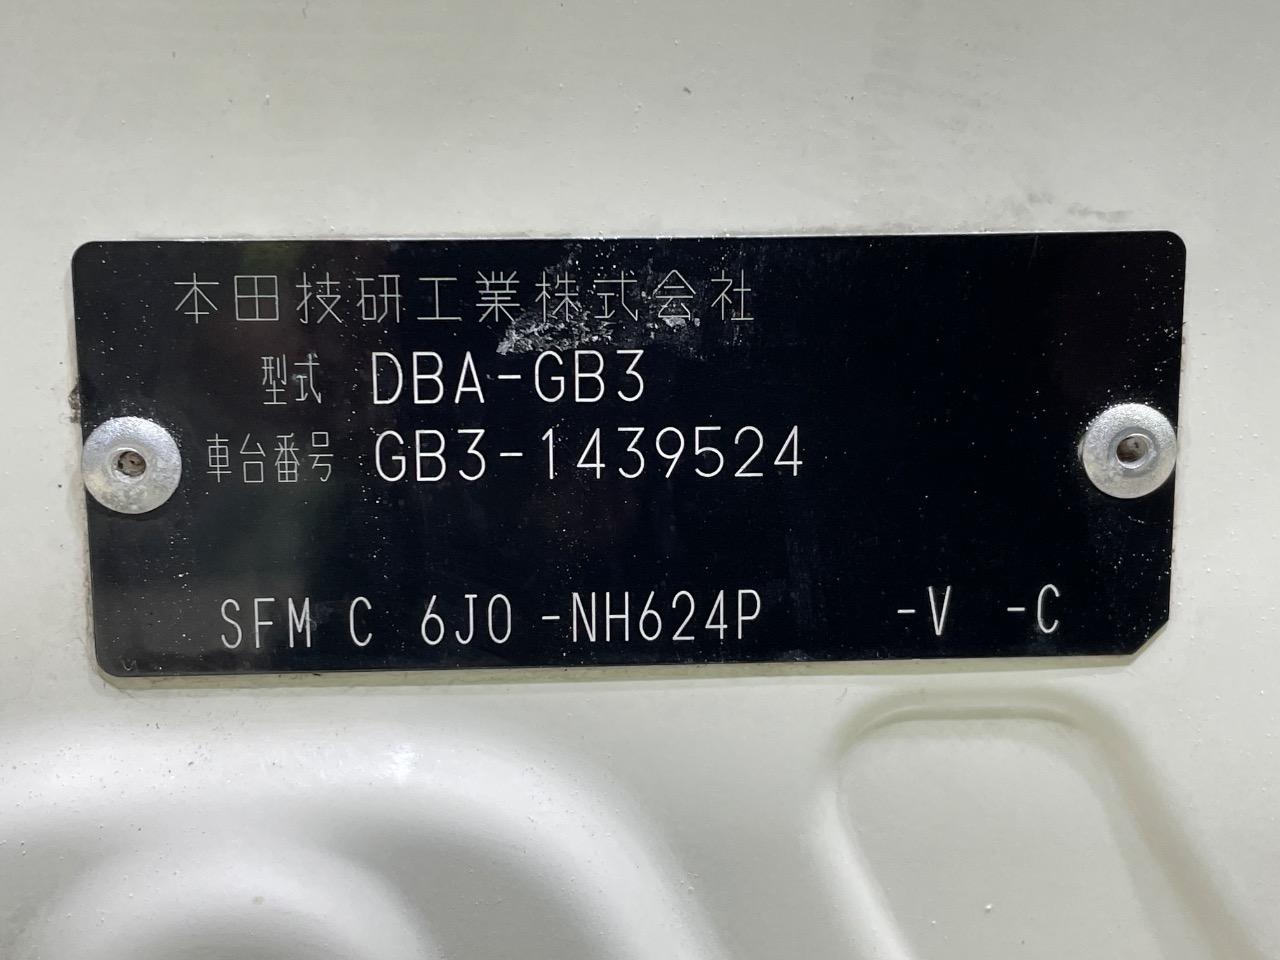 本田技研工業株式会社
型式 DBA-GB3
車台番号 GB3-1439524
SFM C 6J0 -NH624P -V -C